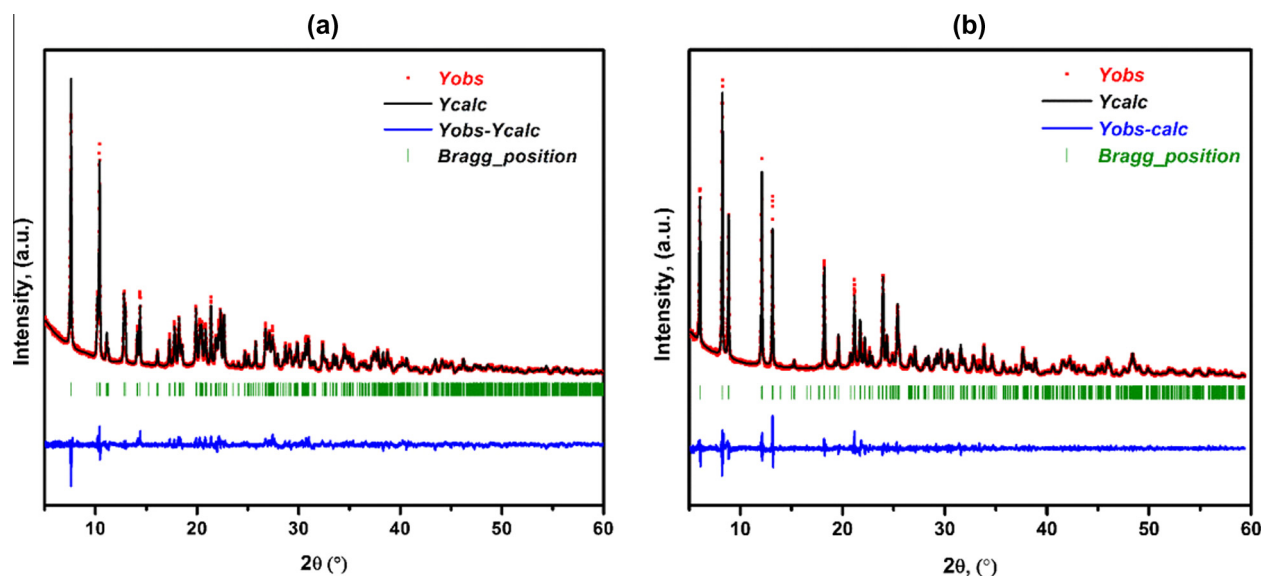 (a)
Yobs
Ycalc
Yobs-Ycalc
Bragg_position
Intensity, (a.u.)
10 20 30 40 50 60
2θ (°)
(b)
Yobs
Ycalc
Yobs-calc
Bragg_position
Intensity, (a.u.)
10 20 30 40 50 60
2θ, (°)